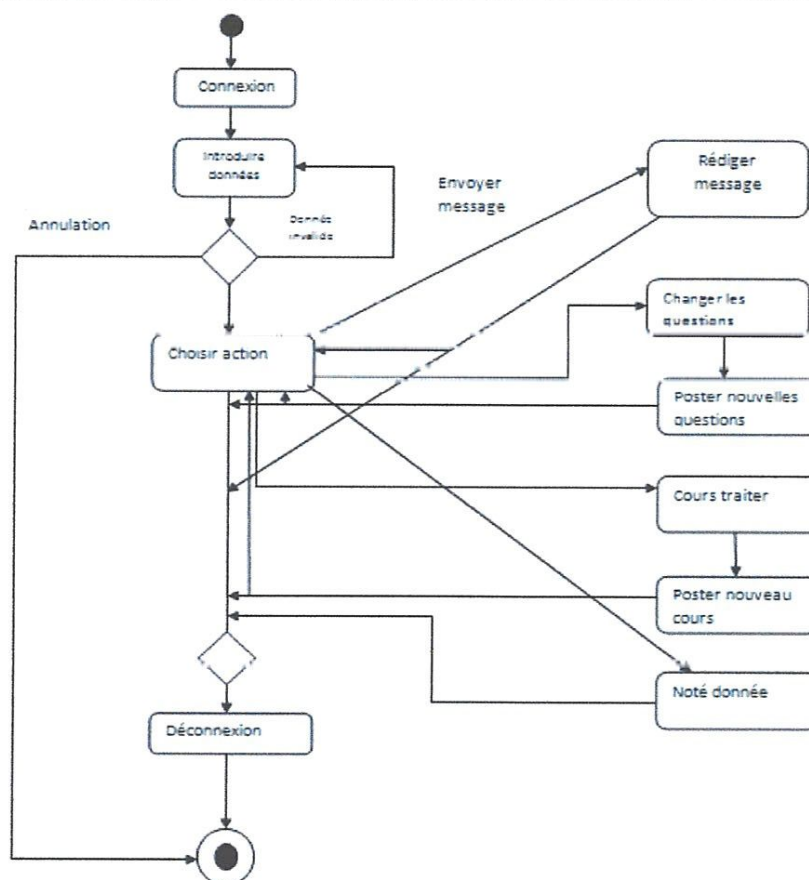 Connexion
Introduire
données
Donnée
invalide
Annulation
Envoyer
message
Rédiger
message
Changer les
questions
Choisir action
Poster nouvelles
questions
Cours traiter
Poster nouveau
cours
Noté donnée
Déconnexion